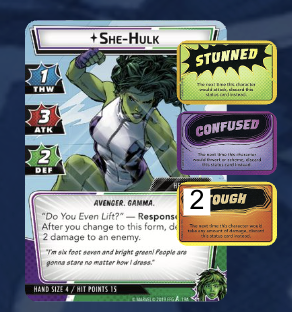 SHE-HULK
1
THW
3
ATK
2
DEF
STUNNED
The next time this character
would attack, discard this
status card instead.
CONFUSED
The next time this character
would thwart or scheme, discard
this status card instead.
2
OUGH
The next time this character would
take any amount of damage, discard
this status card instead.
AVENGER. GAMMA.
"Do You Even Lift?" — Respons
After you change to this form, de
2 damage to an enemy.
"I'm six foot seven and bright green! People are
gonna stare no matter how I dress."
HAND SIZE 4 / HIT POINTS 15